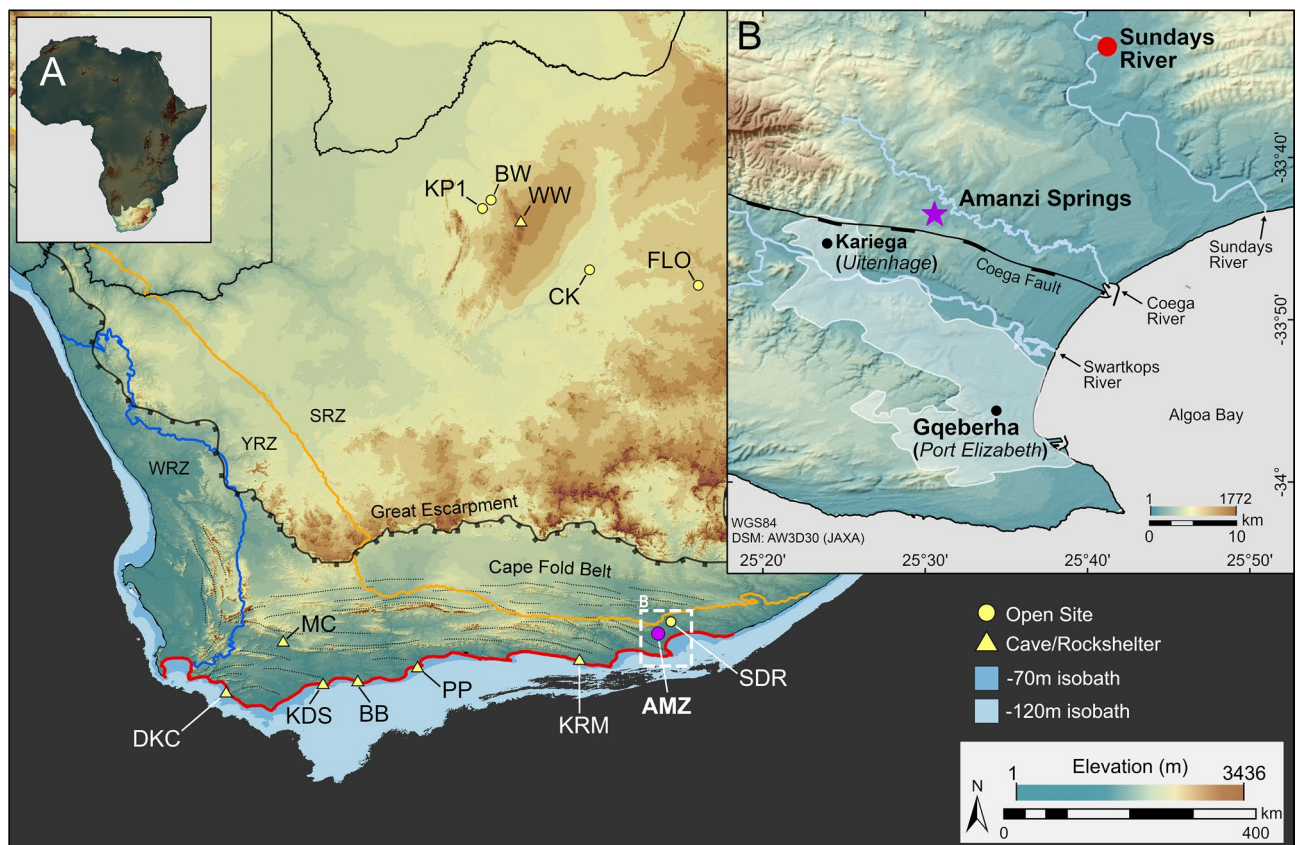 A
KP1
BW
WW
CK
FLO
SRZ
YRZ
WRZ
Great Escarpment
Cape Fold Belt
MC
B
SDR
AMZ
KRM
PP
BB
KDS
DKC
B
Sundays
River
Amanzi Springs
Kariega
(Uitenhage)
Coega Fault
Sundays
River
Coega
River
Swartkops
River
Algoa Bay
Gqeberha
(Port Elizabeth)
-33°40'
-33°50'
-34°
WGS84
DSM: AW3D30 (JAXA)
1 1772
km
0 10
25°20' 25°30' 25°40' 25°50'
Open Site
Cave/Rockshelter
-70m isobath
-120m isobath
Elevation (m)
1 3436
N
km
0 400